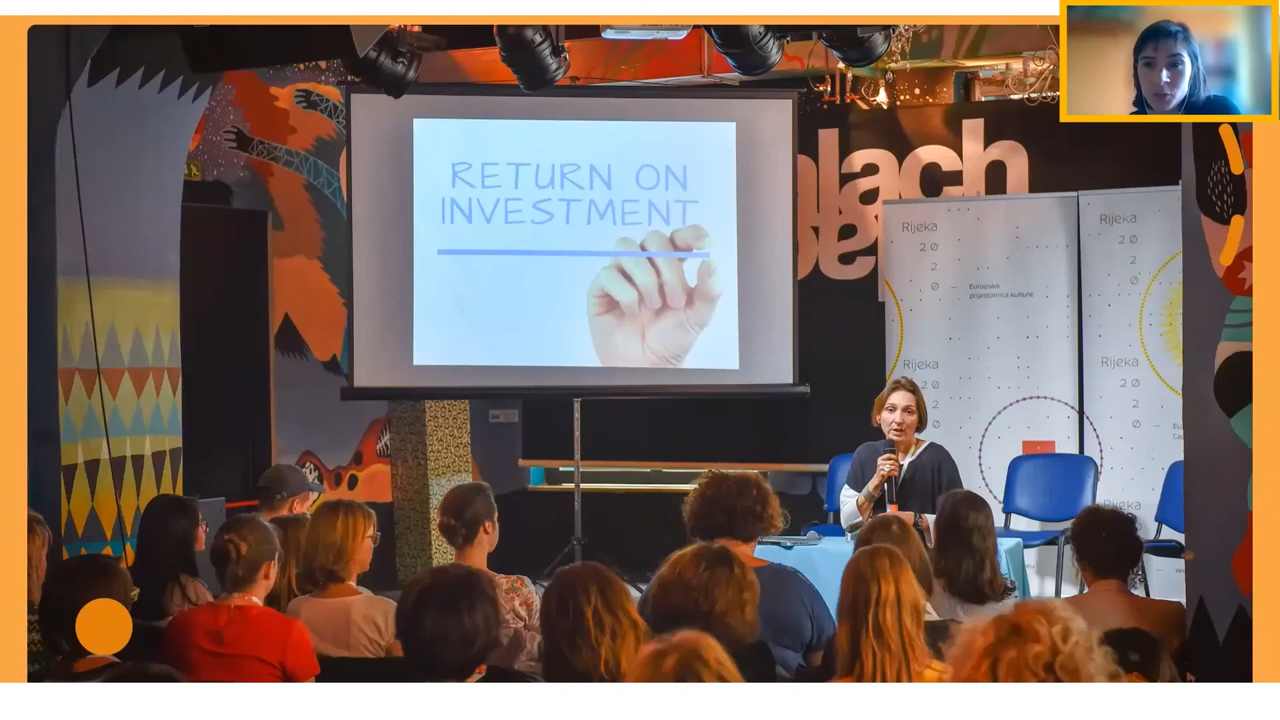 RETURN ON
INVESTMENT
lach
Rijeka
2 0
2
0 — Europska
prijestolnica kulture
Rijeka
2 0
2
0
Rijeka
2 0
2
0
Rijeka
2 0
2
0
Rijeka